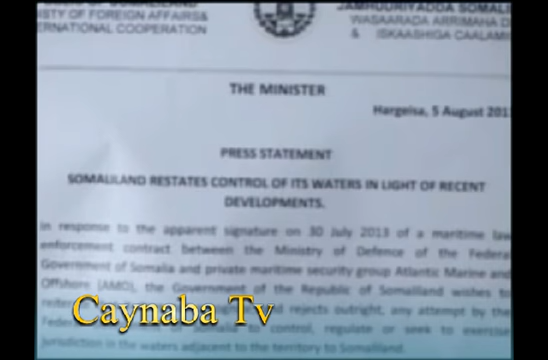 STRY OF FOREIGN AFFAIRS&
ERNATIONAL COOPERATION
JAMHUURIYADDA SOMALI
WASAARADA ARRIMAHA D
& ISKAASHIGA CAALAMI
THE MINISTER
Hargeisa, 5 August 201
PRESS STATEMENT
SOMALILAND RESTATES CONTROL OF ITS WATERS IN LIGHT OF RECENT
DEVELOPMENTS.
In response to the apparent signature on 30 July 2013 of a maritime law
enforcement contract between the Ministry of Defence of the Federal
Government of Somalia and private maritime security group Atlantic Marine and
Offshore (AMO), the Government of the Republic of Somaliland wishes to
rejects outright, any attempt by the
control, regulate or seek to exercise
jurisdiction in the waters adjacent to the territory to Somaliland.
Caynaba Tv